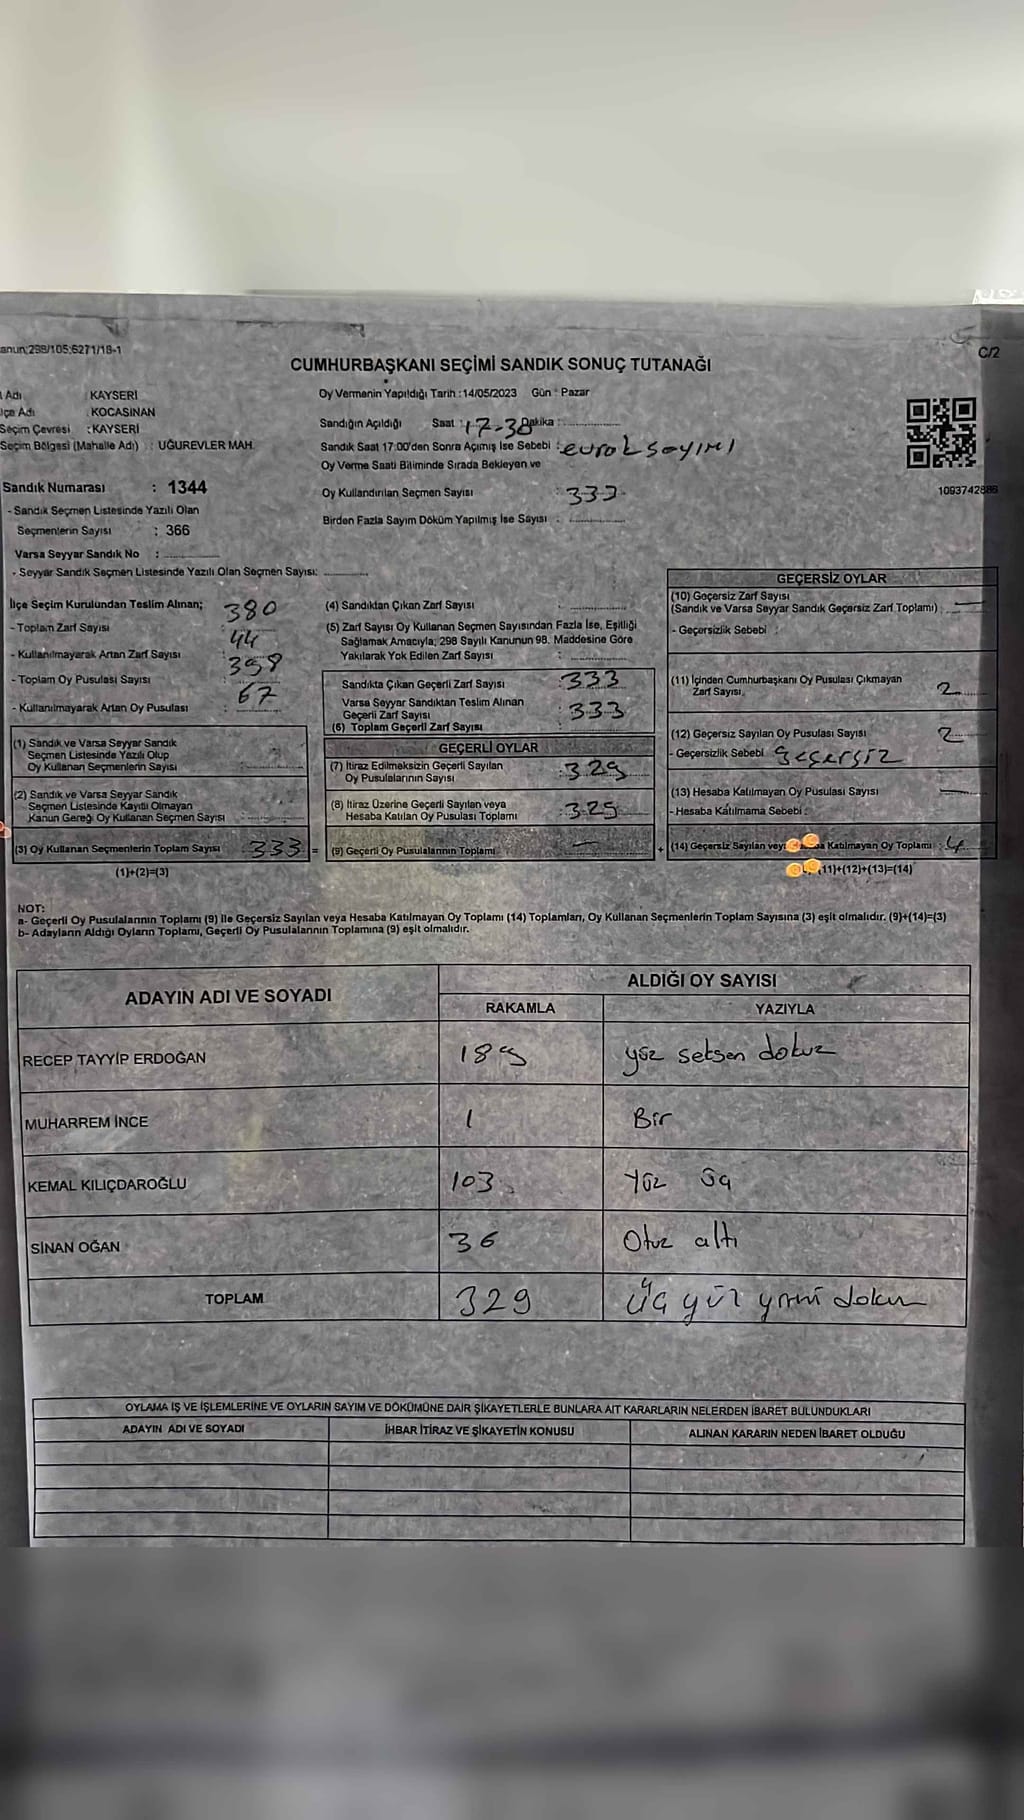 anun;298/105;6271/18-1
C/2
CUMHURBAŞKANI SEÇİMİ SANDIK SONUÇ TUTANAĞI
Adı : KAYSERİ
lçe Adı : KOCASİNAN
Seçim Çevresi : KAYSERİ
Seçim Bölgesi (Mahalle Adı) : UĞUREVLER MAH.
Oy Vermenin Yapıldığı Tarih : 14/05/2023 Gün : Pazar
Sandığın Açıldığı Saat : 17-30 Dakika :
Sandık Saat 17:00'den Sonra Açımış İse Sebebi : evrak sayımı
Oy Verme Saati Bitiminde Sırada Bekleyen ve
Oy Kullandırılan Seçmen Sayısı : 333
Birden Fazla Sayım Döküm Yapılmış İse Sayısı :
1093742886
Sandık Numarası : 1344
- Sandık Seçmen Listesinde Yazılı Olan
Seçmenlerin Sayısı : 366
Varsa Seyyar Sandık No :
- Seyyar Sandık Seçmen Listesinde Yazılı Olan Seçmen Sayısı:
İlçe Seçim Kurulundan Teslim Alınan;
- Toplam Zarf Sayısı : 380
- Kullanılmayarak Artan Zarf Sayısı : 44
- Toplam Oy Pusulası Sayısı : 398
- Kullanılmayarak Artan Oy Pusulası : 67
(1) Sandık ve Varsa Seyyar Sandık
Seçmen Listesinde Yazılı Olup
Oy Kullanan Seçmenlerin Sayısı :
(2) Sandık ve Varsa Seyyar Sandık
Seçmen Listesinde Kayıtlı Olmayan
Kanun Gereği Oy Kullanan Seçmen Sayısı :
(3) Oy Kullanan Seçmenlerin Toplam Sayısı : 333 =
(1)+(2)=(3)
(4) Sandıktan Çıkan Zarf Sayısı :
(5) Zarf Sayısı Oy Kullanan Seçmen Sayısından Fazla İse, Eşitliği
Sağlamak Amacıyla; 298 Sayılı Kanunun 98. Maddesine Göre
Yakılarak Yok Edilen Zarf Sayısı :
Sandıkta Çıkan Geçerli Zarf Sayısı : 333
Varsa Seyyar Sandıktan Teslim Alınan
Geçerli Zarf Sayısı : 333
(6) Toplam Geçerli Zarf Sayısı
GEÇERLİ OYLAR
(7) İtiraz Edilmeksizin Geçerli Sayılan
Oy Pusulalarının Sayısı : 329
(8) İtiraz Üzerine Geçerli Sayılan veya
Hesaba Katılan Oy Pusulası Toplamı : 329
(9) Geçerli Oy Pusulalarının Toplamı : — +
GEÇERSİZ OYLAR
(10) Geçersiz Zarf Sayısı
(Sandık ve Varsa Seyyar Sandık Geçersiz Zarf Toplamı) : —
- Geçersizlik Sebebi :
(11) İçinden Cumhurbaşkanı Oy Pusulası Çıkmayan
Zarf Sayısı 2
(12) Geçersiz Sayılan Oy Pusulası Sayısı 2
- Geçersizlik Sebebi : Geçersiz
(13) Hesaba Katılmayan Oy Pusulası Sayısı —
- Hesaba Katılmama Sebebi :
(14) Geçersiz Sayılan vey Katılmayan Oy Toplamı : 4
(11)+(12)+(13)=(14)
NOT:
a- Geçerli Oy Pusulalarının Toplamı (9) İle Geçersiz Sayılan veya Hesaba Katılmayan Oy Toplamı (14) Toplamları, Oy Kullanan Seçmenlerin Toplam Sayısına (3) eşit olmalıdır. (9)+(14)=(3)
b- Adayların Aldığı Oyların Toplamı, Geçerli Oy Pusulalarının Toplamına (9) eşit olmalıdır.
ADAYIN ADI VE SOYADI ALDIĞI OY SAYISI
RAKAMLA YAZIYLA
RECEP TAYYİP ERDOĞAN 189 yüz seksen dokuz
MUHARREM İNCE 1 Bir
KEMAL KILIÇDAROĞLU 103 Yüz üç
SİNAN OĞAN 36 Otuz altı
TOPLAM 329 Üç yüz yirmi dokuz
OYLAMA İŞ VE İŞLEMLERİNE VE OYLARIN SAYIM VE DÖKÜMÜNE DAİR ŞİKAYETLERLE BUNLARA AİT KARARLARIN NELERDEN İBARET BULUNDUKLARI
ADAYIN ADI VE SOYADI İHBAR İTİRAZ VE ŞİKAYETİN KONUSU ALINAN KARARIN NEDEN İBARET OLDUĞU